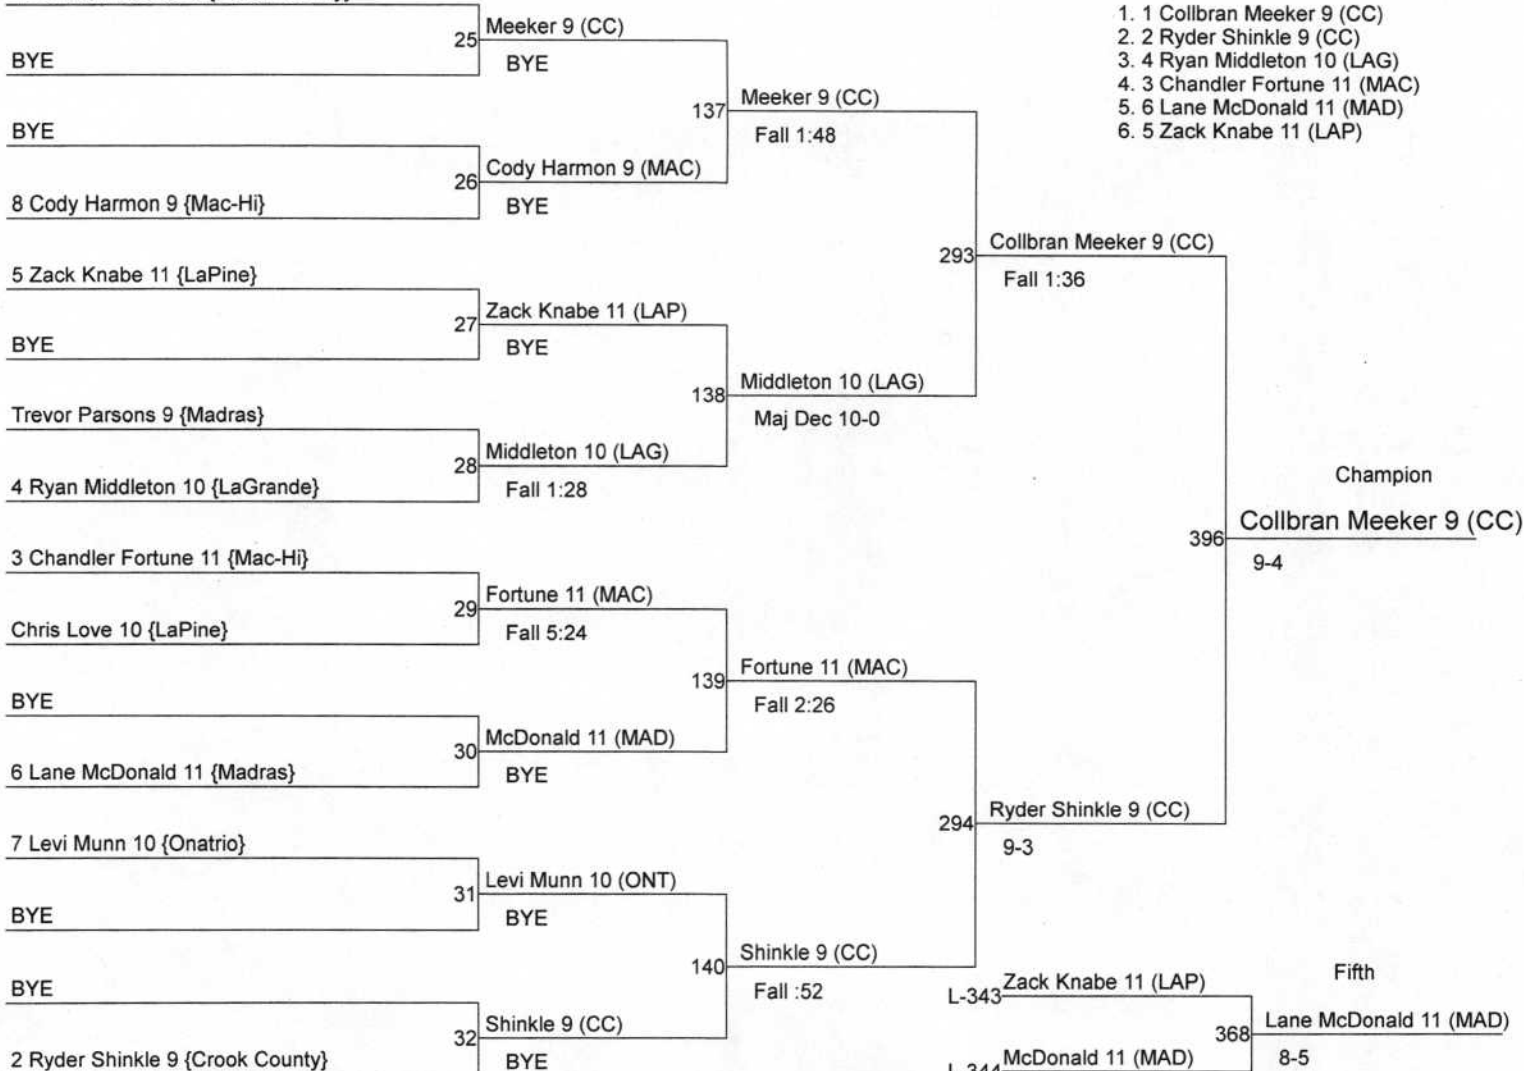 BYE
BYE
8 Cody Harmon 9 {Mac-Hi}
5 Zack Knabe 11 {LaPine}
BYE
Trevor Parsons 9 {Madras}
4 Ryan Middleton 10 {LaGrande}
3 Chandler Fortune 11 {Mac-Hi}
Chris Love 10 {LaPine}
BYE
6 Lane McDonald 11 {Madras}
7 Levi Munn 10 {Onatrio}
BYE
BYE
2 Ryder Shinkle 9 {Crook County}
25 Meeker 9 (CC)
BYE
26 Cody Harmon 9 (MAC)
BYE
27 Zack Knabe 11 (LAP)
BYE
28 Middleton 10 (LAG)
Fall 1:28
29 Fortune 11 (MAC)
Fall 5:24
30 McDonald 11 (MAD)
BYE
31 Levi Munn 10 (ONT)
BYE
32 Shinkle 9 (CC)
BYE
137 Meeker 9 (CC)
Fall 1:48
138 Middleton 10 (LAG)
Maj Dec 10-0
139 Fortune 11 (MAC)
Fall 2:26
140 Shinkle 9 (CC)
Fall :52
293 Collbran Meeker 9 (CC)
Fall 1:36
294 Ryder Shinkle 9 (CC)
9-3
Champion
396 Collbran Meeker 9 (CC)
9-4
1. 1 Collbran Meeker 9 (CC)
2. 2 Ryder Shinkle 9 (CC)
3. 4 Ryan Middleton 10 (LAG)
4. 3 Chandler Fortune 11 (MAC)
5. 6 Lane McDonald 11 (MAD)
6. 5 Zack Knabe 11 (LAP)
L-343 Zack Knabe 11 (LAP)
L-344 McDonald 11 (MAD)
Fifth
368 Lane McDonald 11 (MAD)
8-5